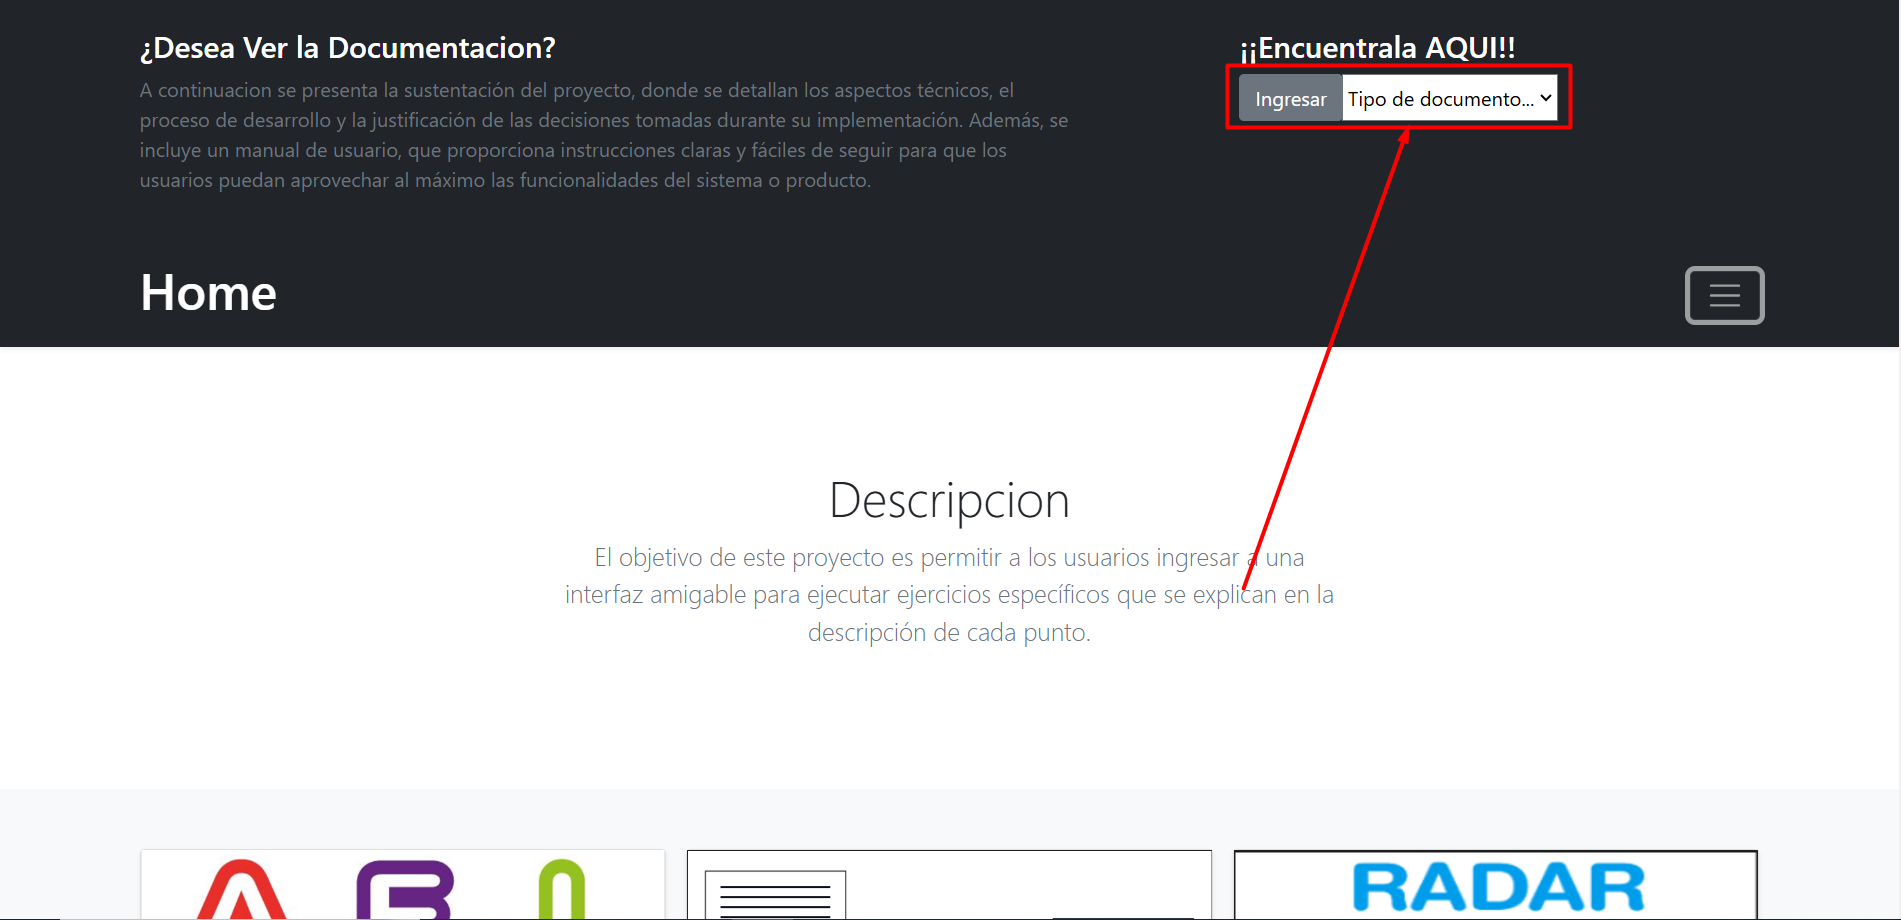 ¿Desea Ver la Documentacion?
A continuacion se presenta la sustentación del proyecto, donde se detallan los aspectos técnicos, el
proceso de desarrollo y la justificación de las decisiones tomadas durante su implementación. Además, se
incluye un manual de usuario, que proporciona instrucciones claras y fáciles de seguir para que los
usuarios puedan aprovechar al máximo las funcionalidades del sistema o producto.
¡¡Encuentrala AQUI!!
Ingresar Tipo de documento...
Home
Descripcion
El objetivo de este proyecto es permitir a los usuarios ingresar a una
interfaz amigable para ejecutar ejercicios específicos que se explican en la
descripción de cada punto.
RADAR